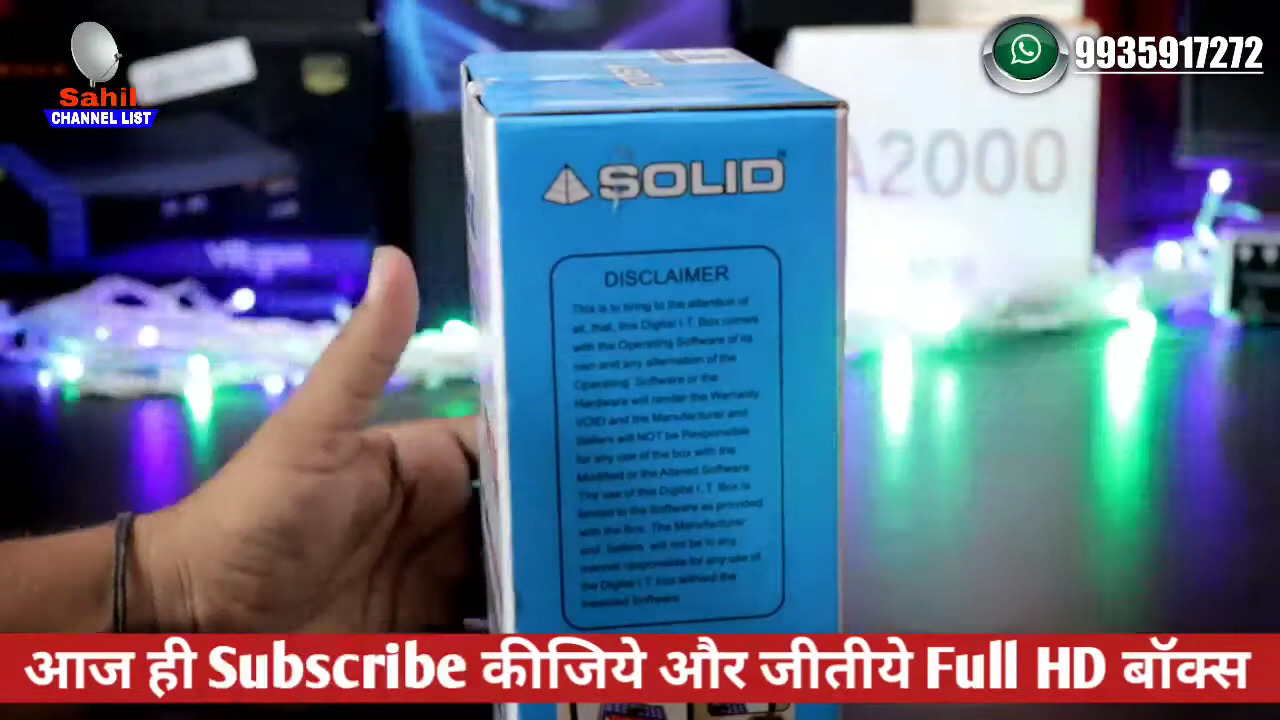 Sahil
CHANNEL LIST
9935917272
SOLID
A2000
DISCLAIMER
This is to bring to the attention of
all, that, this Digital I.T. Box comes
with the Operating Software of its
own and any alternation of the
Operating Software or the
Hardware will render the Warranty
VOID and the Manufacturer and
Sellers will NOT be Responsible
for any use of the box with the
Modified or the Altered Software.
The use of this Digital I.T. Box is
limited to the Software as provided
with the Box. The Manufacturer
and Sellers will not be in any
manner responsible for any use of
the Digital I.T. box without the
intended Software.
आज ही Subscribe कीजिये और जीतीये Full HD बॉक्स